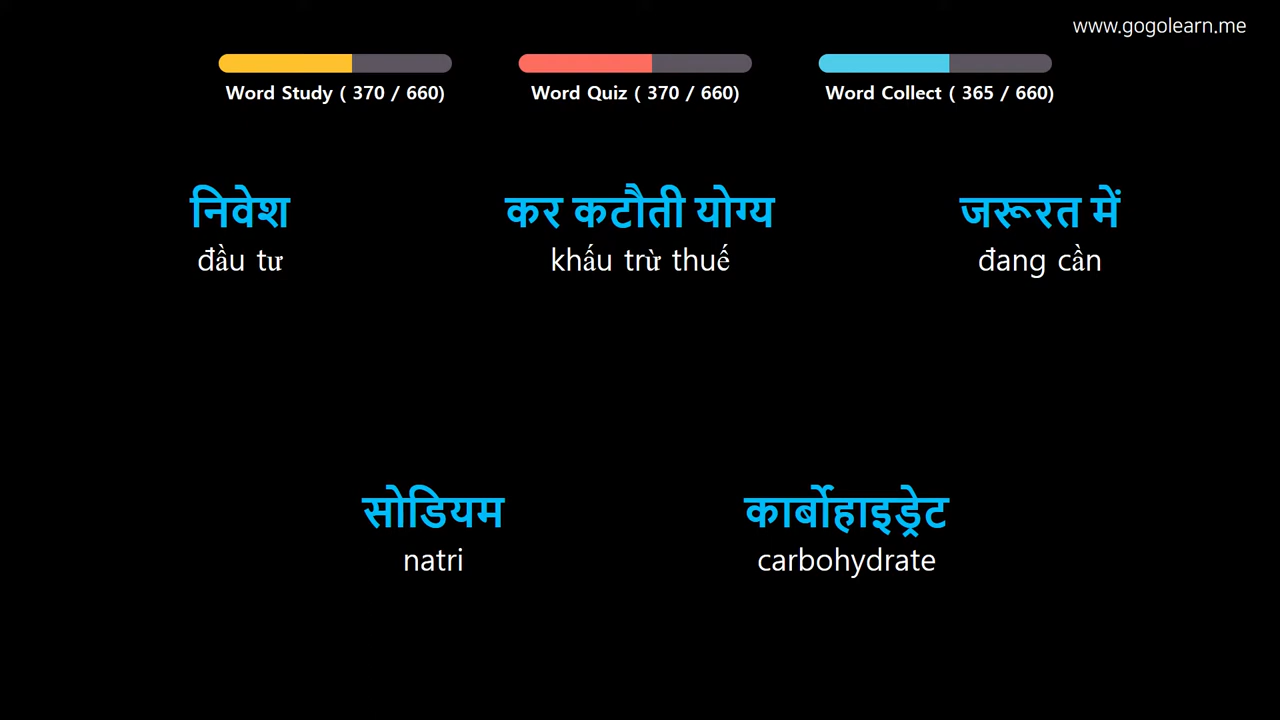 www.gogolearn.me
Word Study ( 370 / 660)
Word Quiz ( 370 / 660)
Word Collect ( 365 / 660)
निवेश
đầu tư
कर कटौती योग्य
khấu trừ thuế
जरूरत में
đang cần
सोडियम
natri
कार्बोहाइड्रेट
carbohydrate